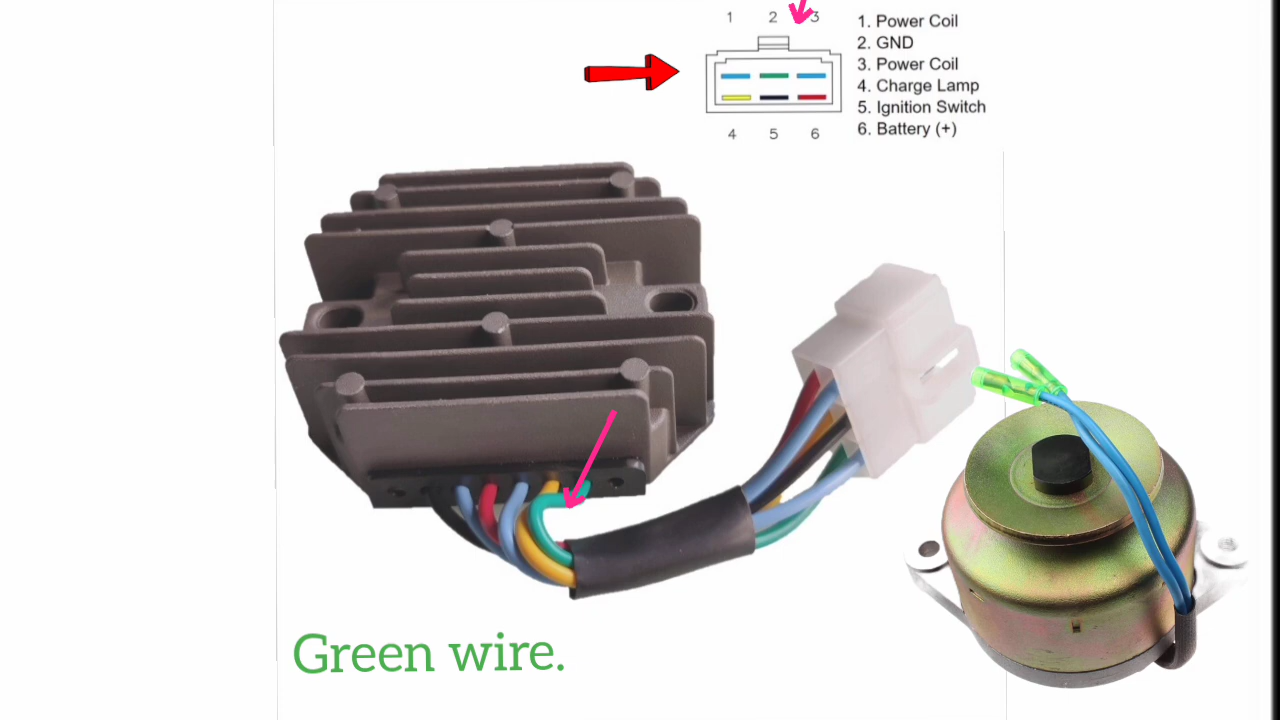 1 2 3
4 5 6
1. Power Coil
2. GND
3. Power Coil
4. Charge Lamp
5. Ignition Switch
6. Battery (+)
Green wire.